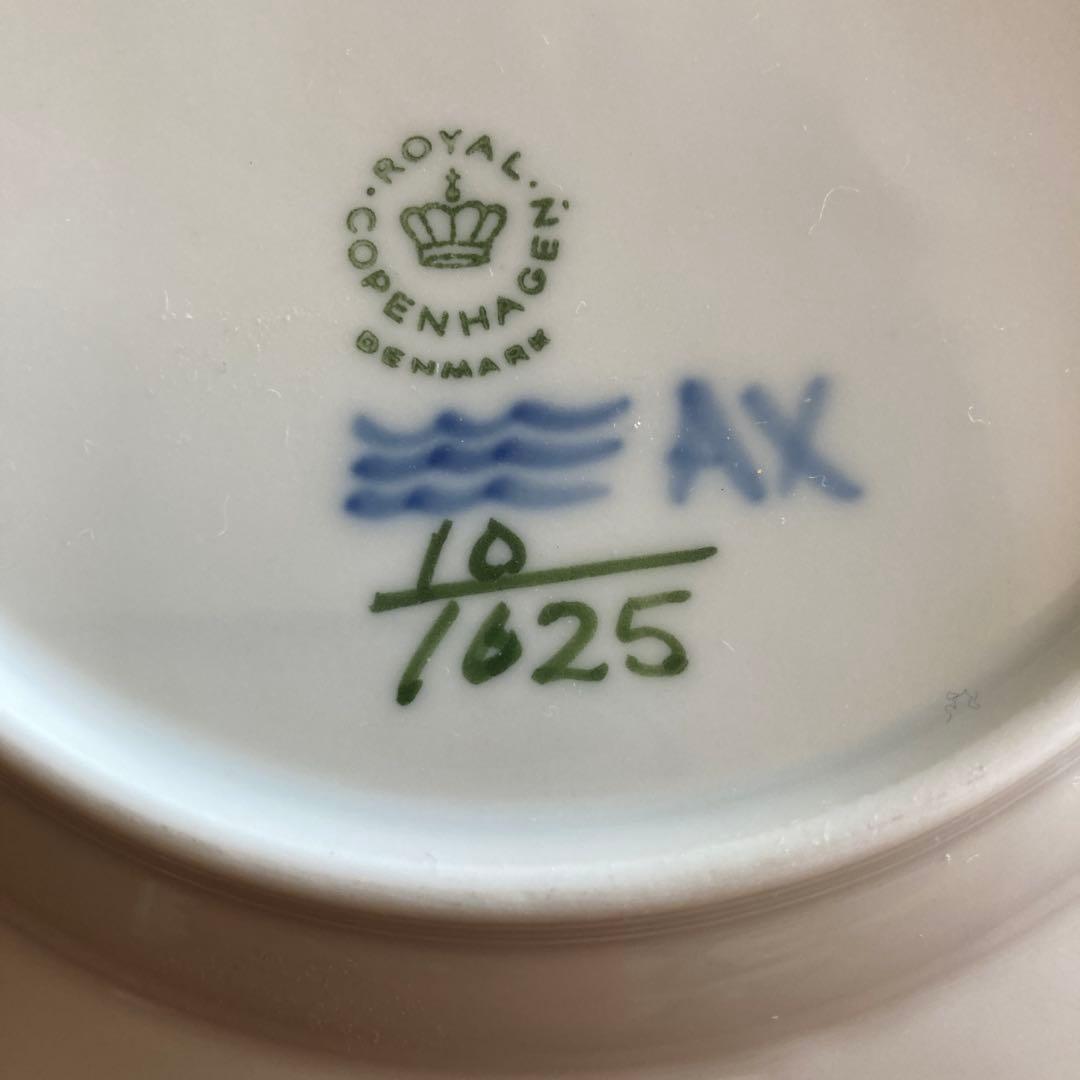 ROYAL
COPENHAGEN
DENMARK
AX
10
1625